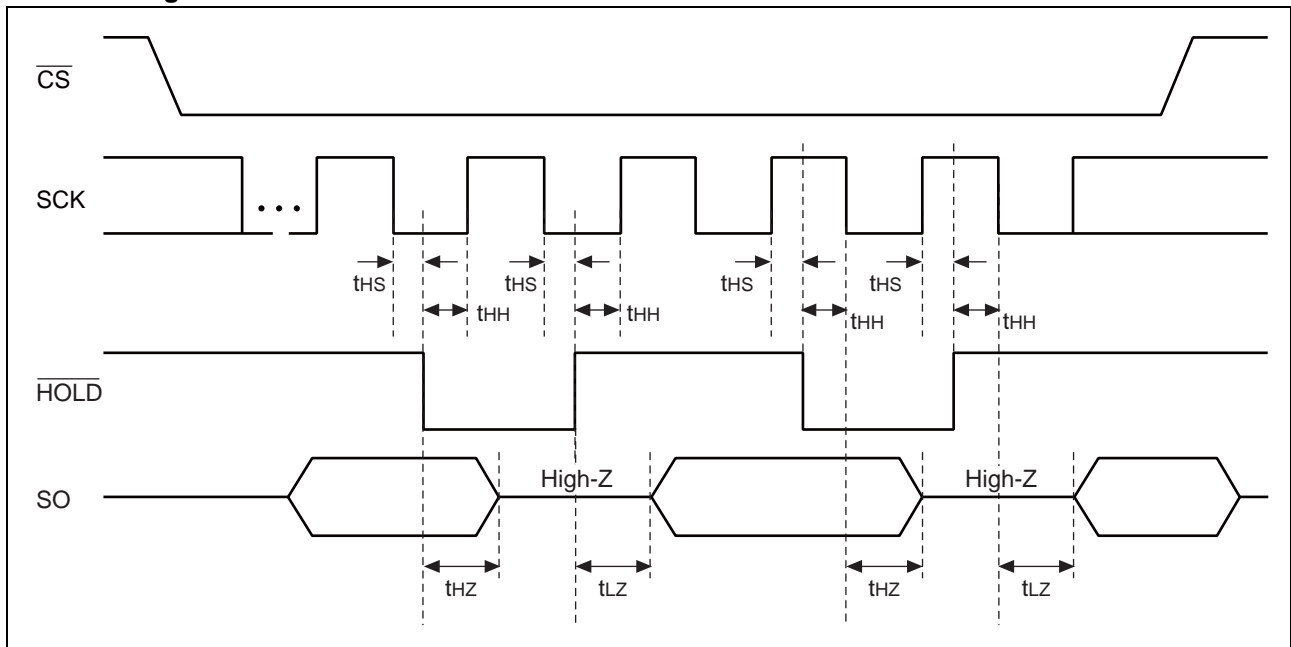 CS
SCK
...
tHS tHS tHS tHS
tHH tHH tHH tHH
HOLD
High-Z High-Z
SO
tHZ tLZ tHZ tLZ